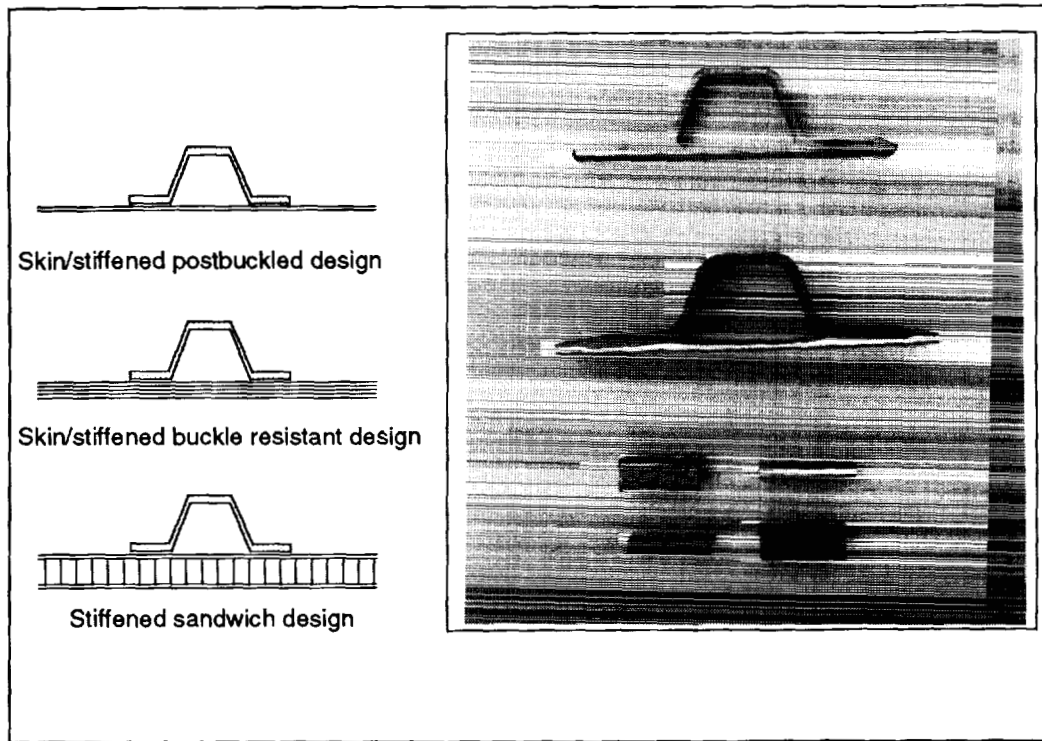 Skin/stiffened postbuckled design
Skin/stiffened buckle resistant design
Stiffened sandwich design